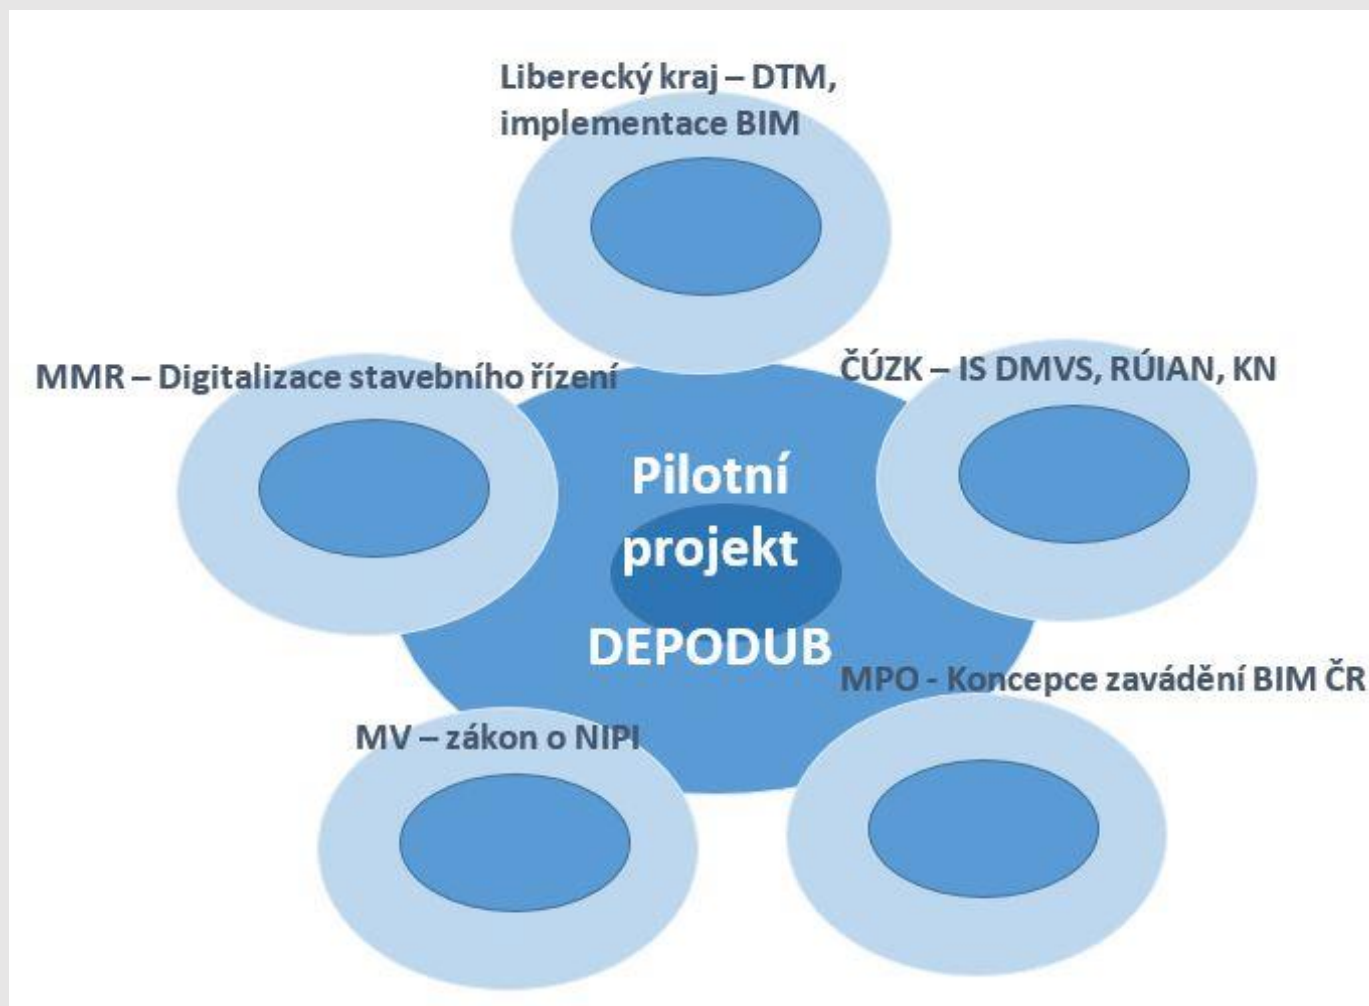 Liberecký kraj – DTM,
implementace BIM
MMR – Digitalizace stavebního řízení
ČÚZK – IS DMVS, RÚIAN, KN
Pilotní
projekt
DEPODUB
MPO - Koncepce zavádění BIM ČR
MV – zákon o NIPI